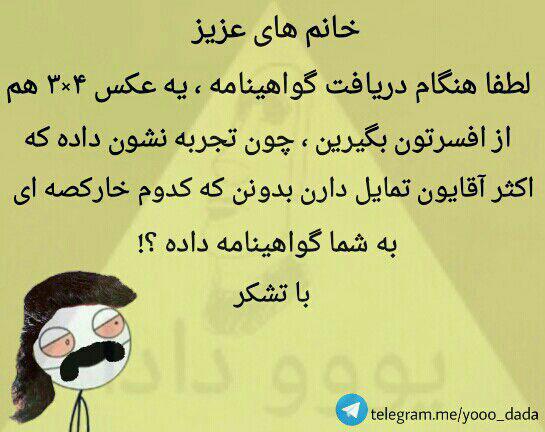 خانم های عزیز
لطفا هنگام دریافت گواهینامه ، یه عکس ۴×۳ هم
از افسرتون بگیرین ، چون تجربه نشون داده که
اکثر آقایون تمایل دارن بدونن که کدوم خارکصه ای
به شما گواهینامه داده ؟!
با تشکر
یووو دادا
telegram.me/yooo_dada